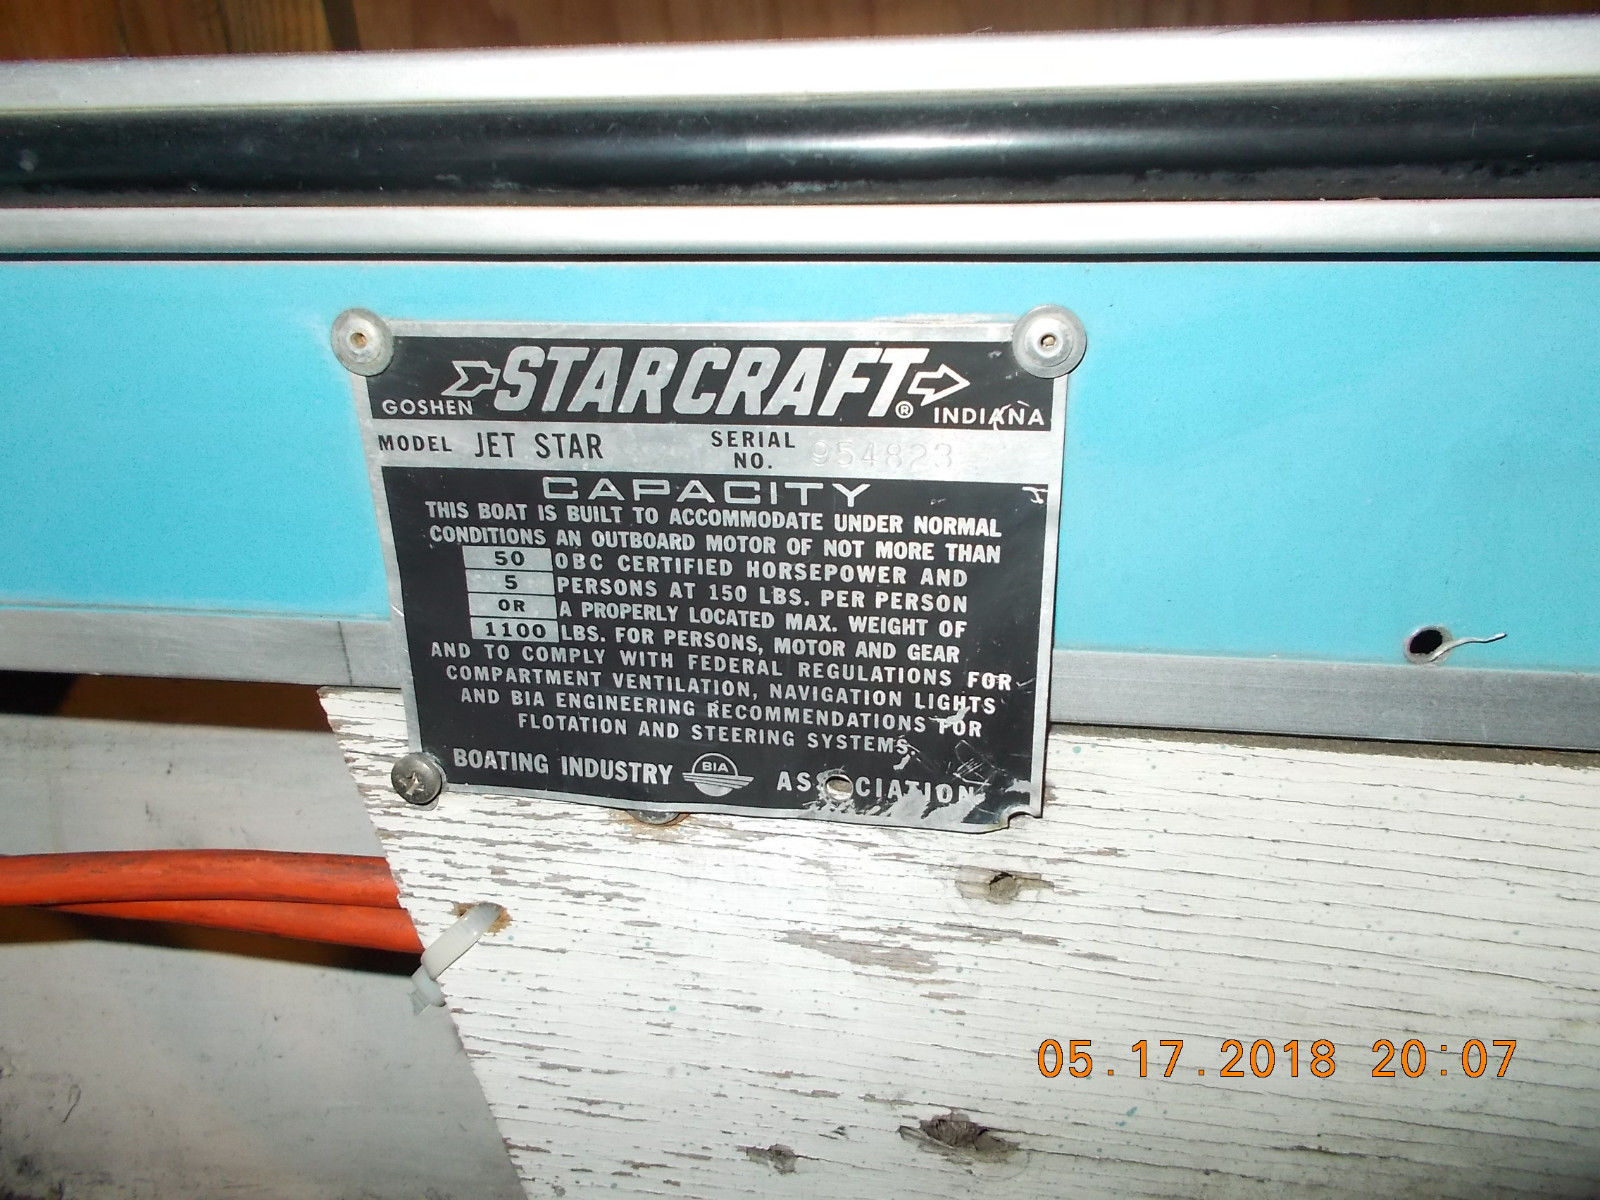 STARCRAFT®
GOSHEN INDIANA
MODEL JET STAR SERIAL NO. 954823
CAPACITY
THIS BOAT IS BUILT TO ACCOMMODATE UNDER NORMAL
CONDITIONS AN OUTBOARD MOTOR OF NOT MORE THAN
50 OBC CERTIFIED HORSEPOWER AND
5 PERSONS AT 150 LBS. PER PERSON
OR A PROPERLY LOCATED MAX. WEIGHT OF
1100 LBS. FOR PERSONS, MOTOR AND GEAR
AND TO COMPLY WITH FEDERAL REGULATIONS FOR
COMPARTMENT VENTILATION, NAVIGATION LIGHTS
AND BIA ENGINEERING RECOMMENDATIONS FOR
FLOTATION AND STEERING SYSTEMS.
BOATING INDUSTRY BIA ASSOCIATION
05.17.2018 20:07